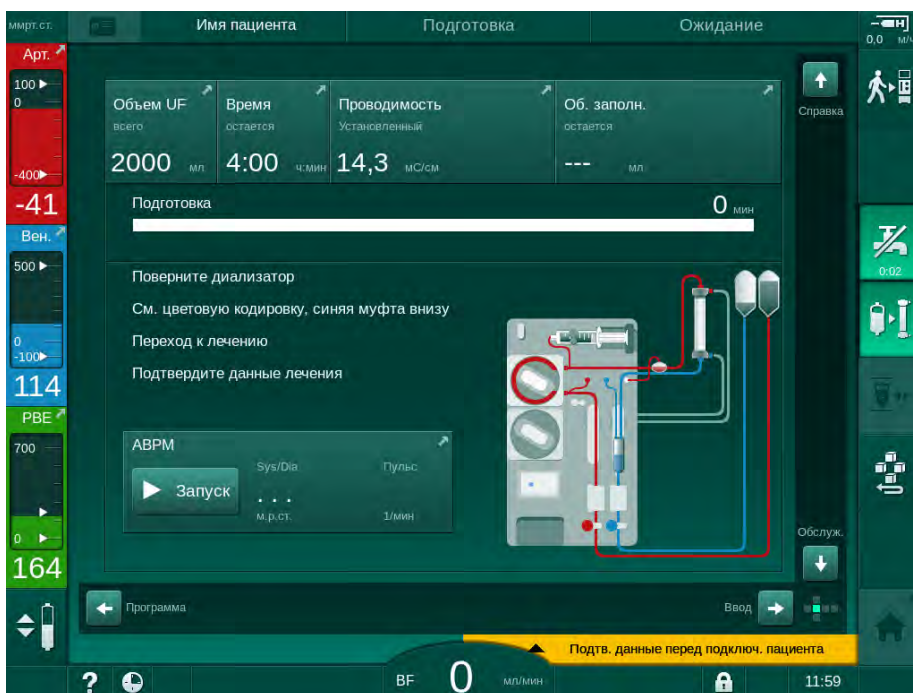 ммрт.ст.
Имя пациента
Подготовка
Ожидание
0,0 м/ч
Арт.
100
0
-400
-41
Вен.
500
0
-100
114
PBE
700
0
164
Объем UF
всего
2000 мл
Время
остается
4:00 ч:мин
Проводимость
Установленный
14,3 мС/см
Об. заполн.
остается
--- мл
Справка
Подготовка
0 мин
Поверните диализатор
См. цветовую кодировку, синяя муфта внизу
Переход к лечению
Подтвердите данные лечения
АВРМ
Запуск
Sys/Dia
Пульс
. . .
м.р.ст.
1/мин
0:02
Обслуж.
Программа
Ввод
Подтв. данные перед подключ. пациента
?
BF 0 мл/мин
11:59